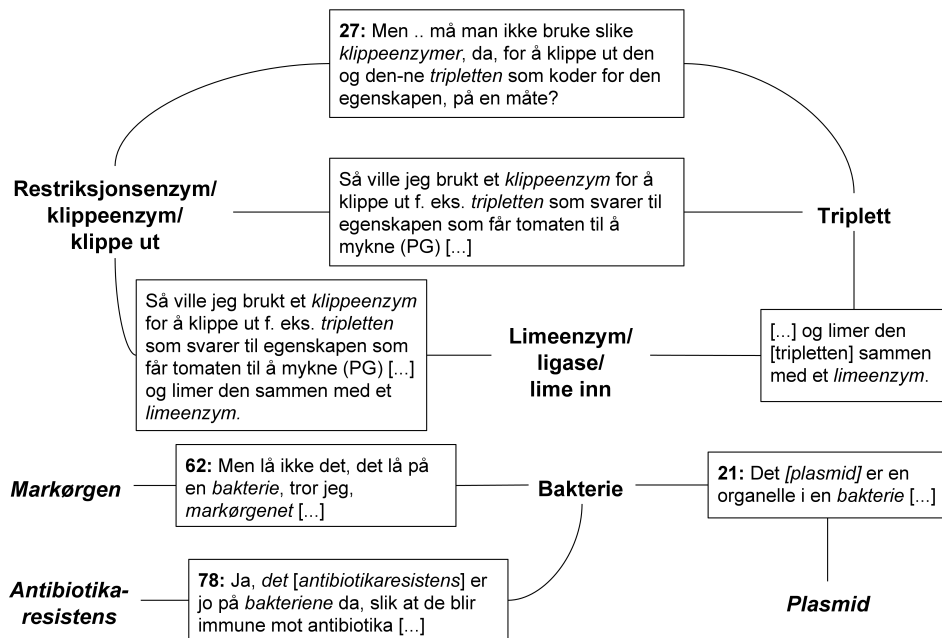 27: Men .. må man ikke bruke slike
klippeenzymer, da, for å klippe ut den
og den-ne tripletten som koder for den
egenskapen, på en måte?
Restriksjonsenzym/
klippeenzym/
klippe ut
Så ville jeg brukt et klippeenzym for å
klippe ut f. eks. tripletten som svarer til
egenskapen som får tomaten til å
mykne (PG) [...]
Triplett
Så ville jeg brukt et klippeenzym
for å klippe ut f. eks. tripletten
som svarer til egenskapen som
får tomaten til å mykne (PG) [...]
og limer den sammen med et
limeenzym.
Limeenzym/
ligase/
lime inn
[...] og limer den
[tripletten] sammen
med et limeenzym.
Markørgen
62: Men lå ikke det, det lå på
en bakterie, tror jeg,
markørgenet [...]
Bakterie
21: Det [plasmid] er en
organelle i en bakterie [...]
Antibiotika-
resistens
78: Ja, det [antibiotikaresistens] er
jo på bakteriene da, slik at de blir
immune mot antibiotika [...]
Plasmid